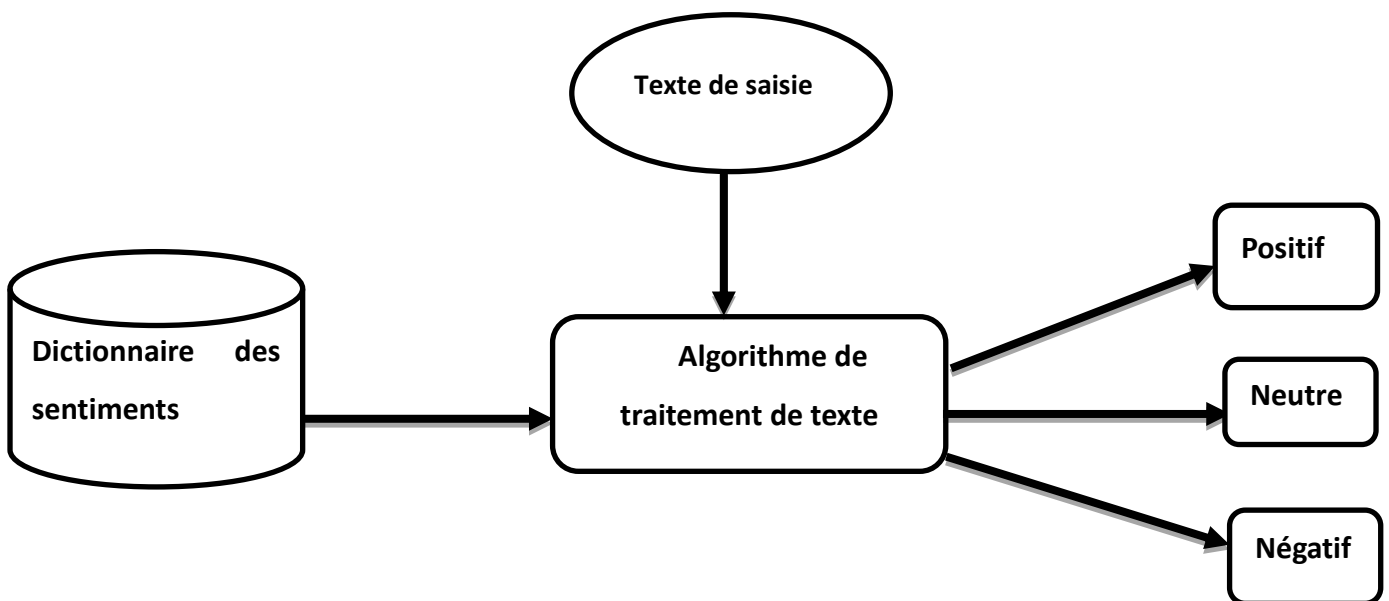 Texte de saisie
Positif
Dictionnaire des
sentiments
Algorithme de
traitement de texte
Neutre
Négatif